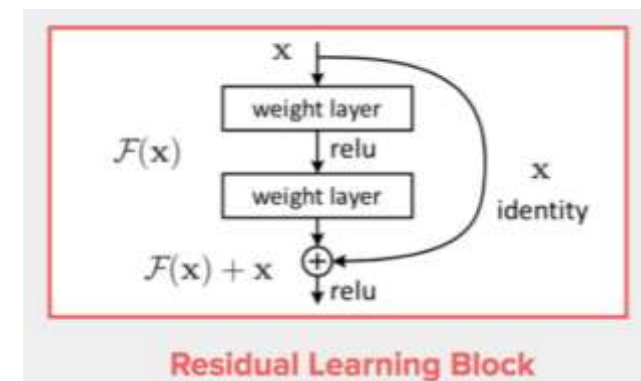 x
weight layer
F(x)
relu
x
weight layer
identity
F(x) + x
relu
Residual Learning Block